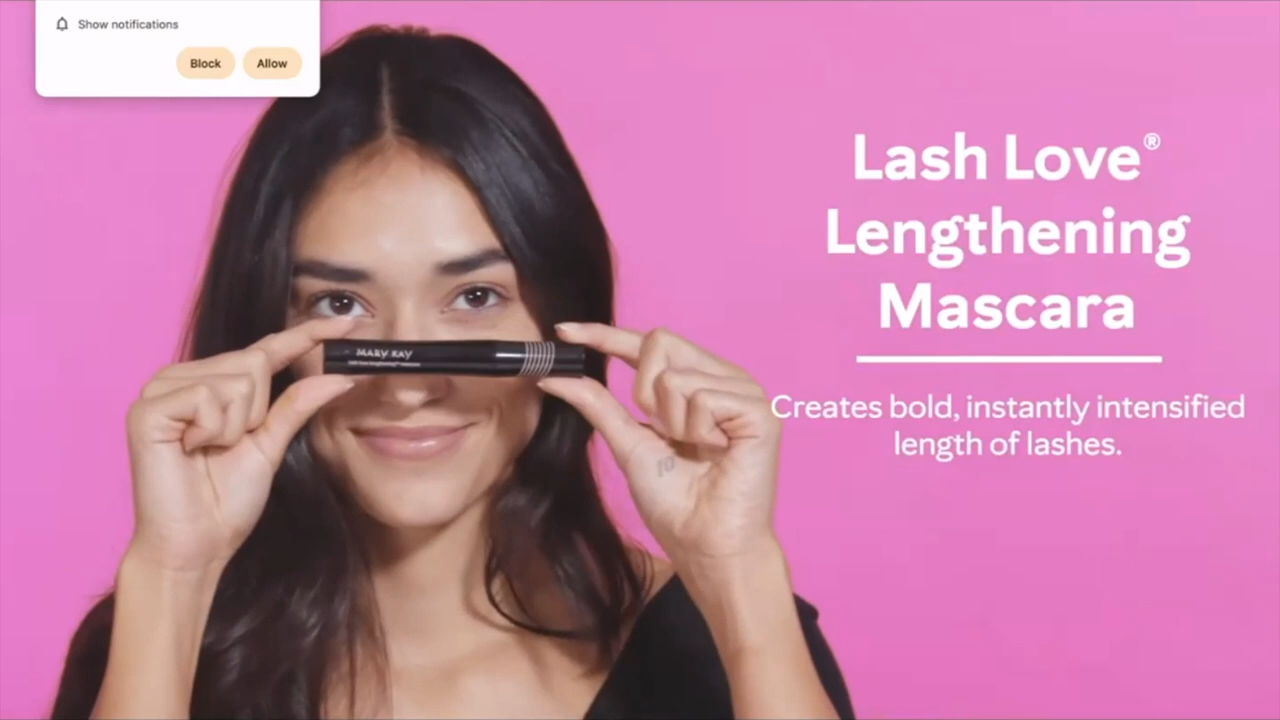 Show notifications
Block
Allow
Lash Love®
Lengthening
Mascara
Creates bold, instantly intensified
length of lashes.
MARY KAY